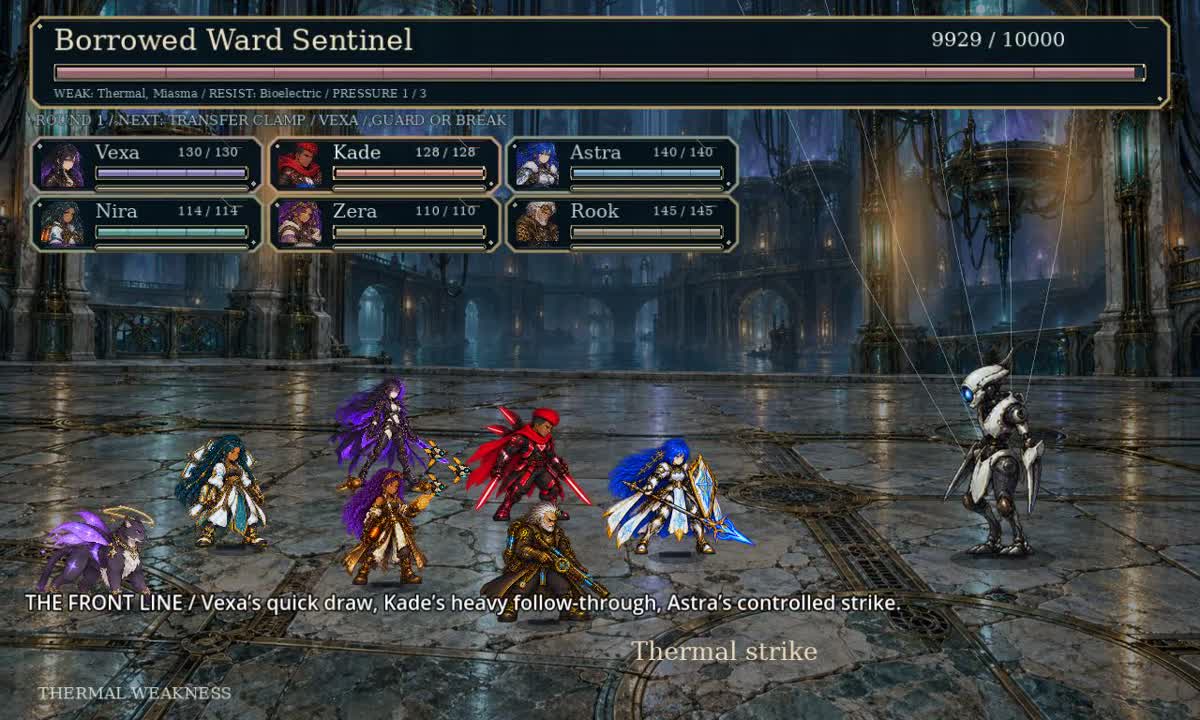 Borrowed Ward Sentinel
9929 / 10000
WEAK: Thermal, Miasma / RESIST: Bioelectric / PRESSURE 1 / 3
ROUND 1 / NEXT: TRANSFER CLAMP / VEXA / GUARD OR BREAK
Vexa 130 / 130
Kade 128 / 128
Astra 140 / 140
Nira 114 / 114
Zera 110 / 110
Rook 145 / 145
THE FRONT LINE / Vexa's quick draw, Kade's heavy follow-through, Astra's controlled strike.
Thermal strike
THERMAL WEAKNESS